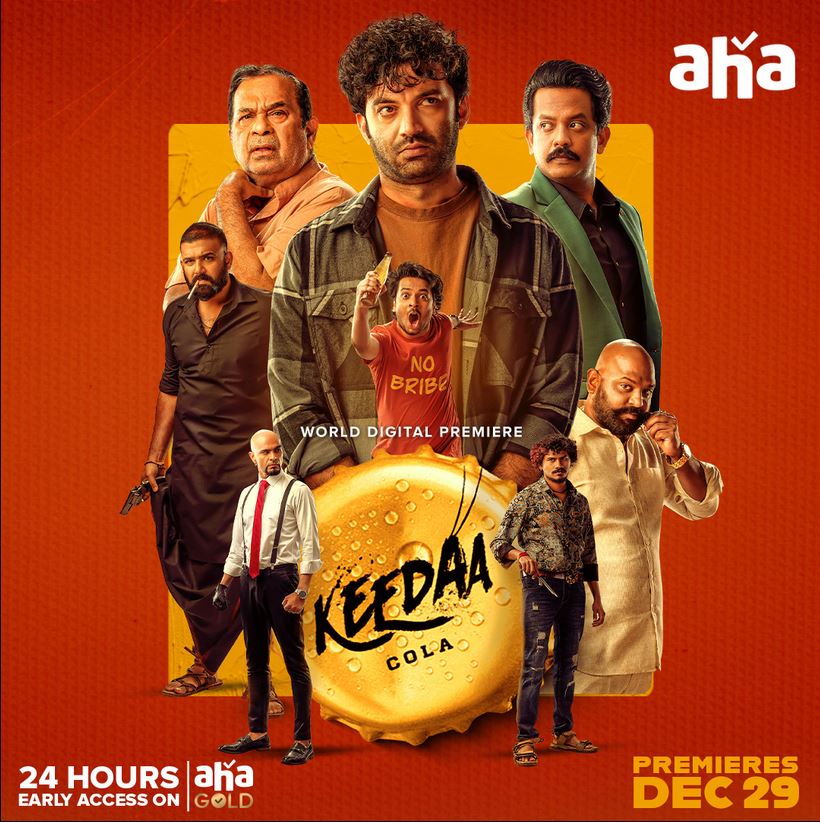 aha
NO
BRIBE
WORLD DIGITAL PREMIERE
KEEDAA
COLA
24 HOURS
EARLY ACCESS ON
aha
GOLD
PREMIERES
DEC 29